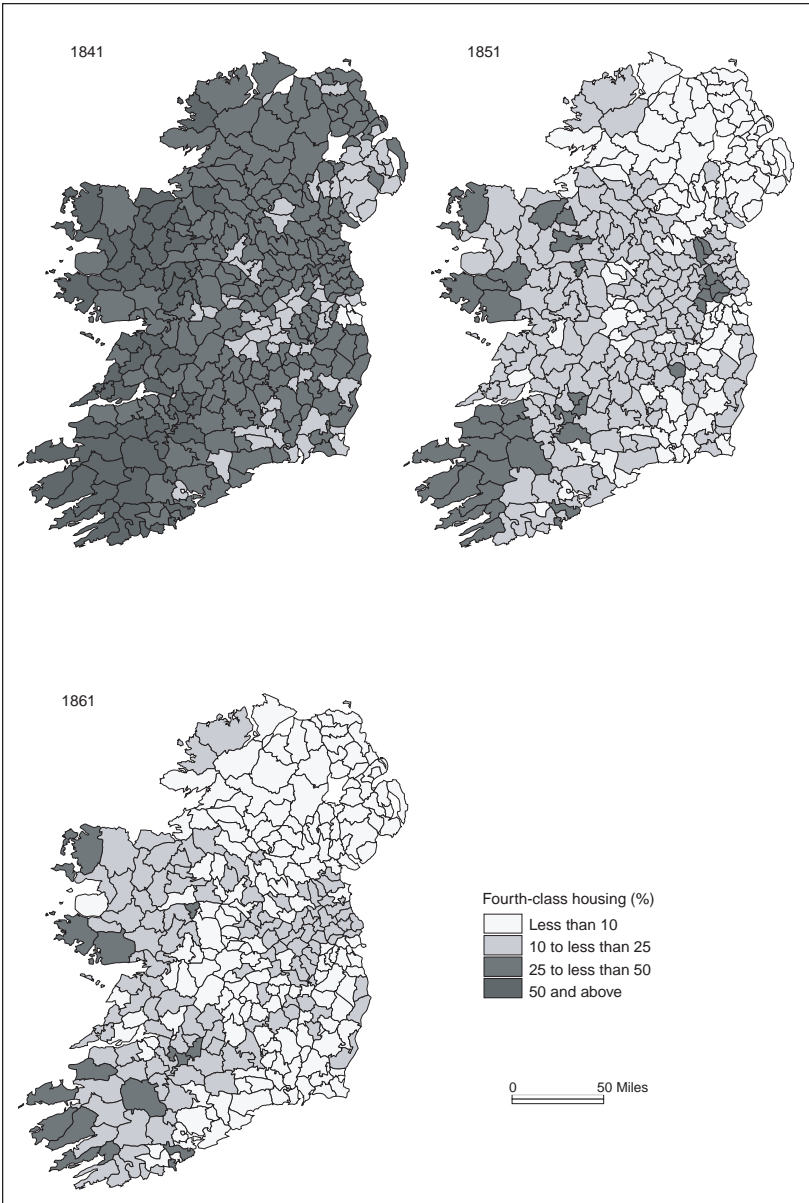 1841
1851
1861
Fourth-class housing (%)
Less than 10
10 to less than 25
25 to less than 50
50 and above
0 50 Miles